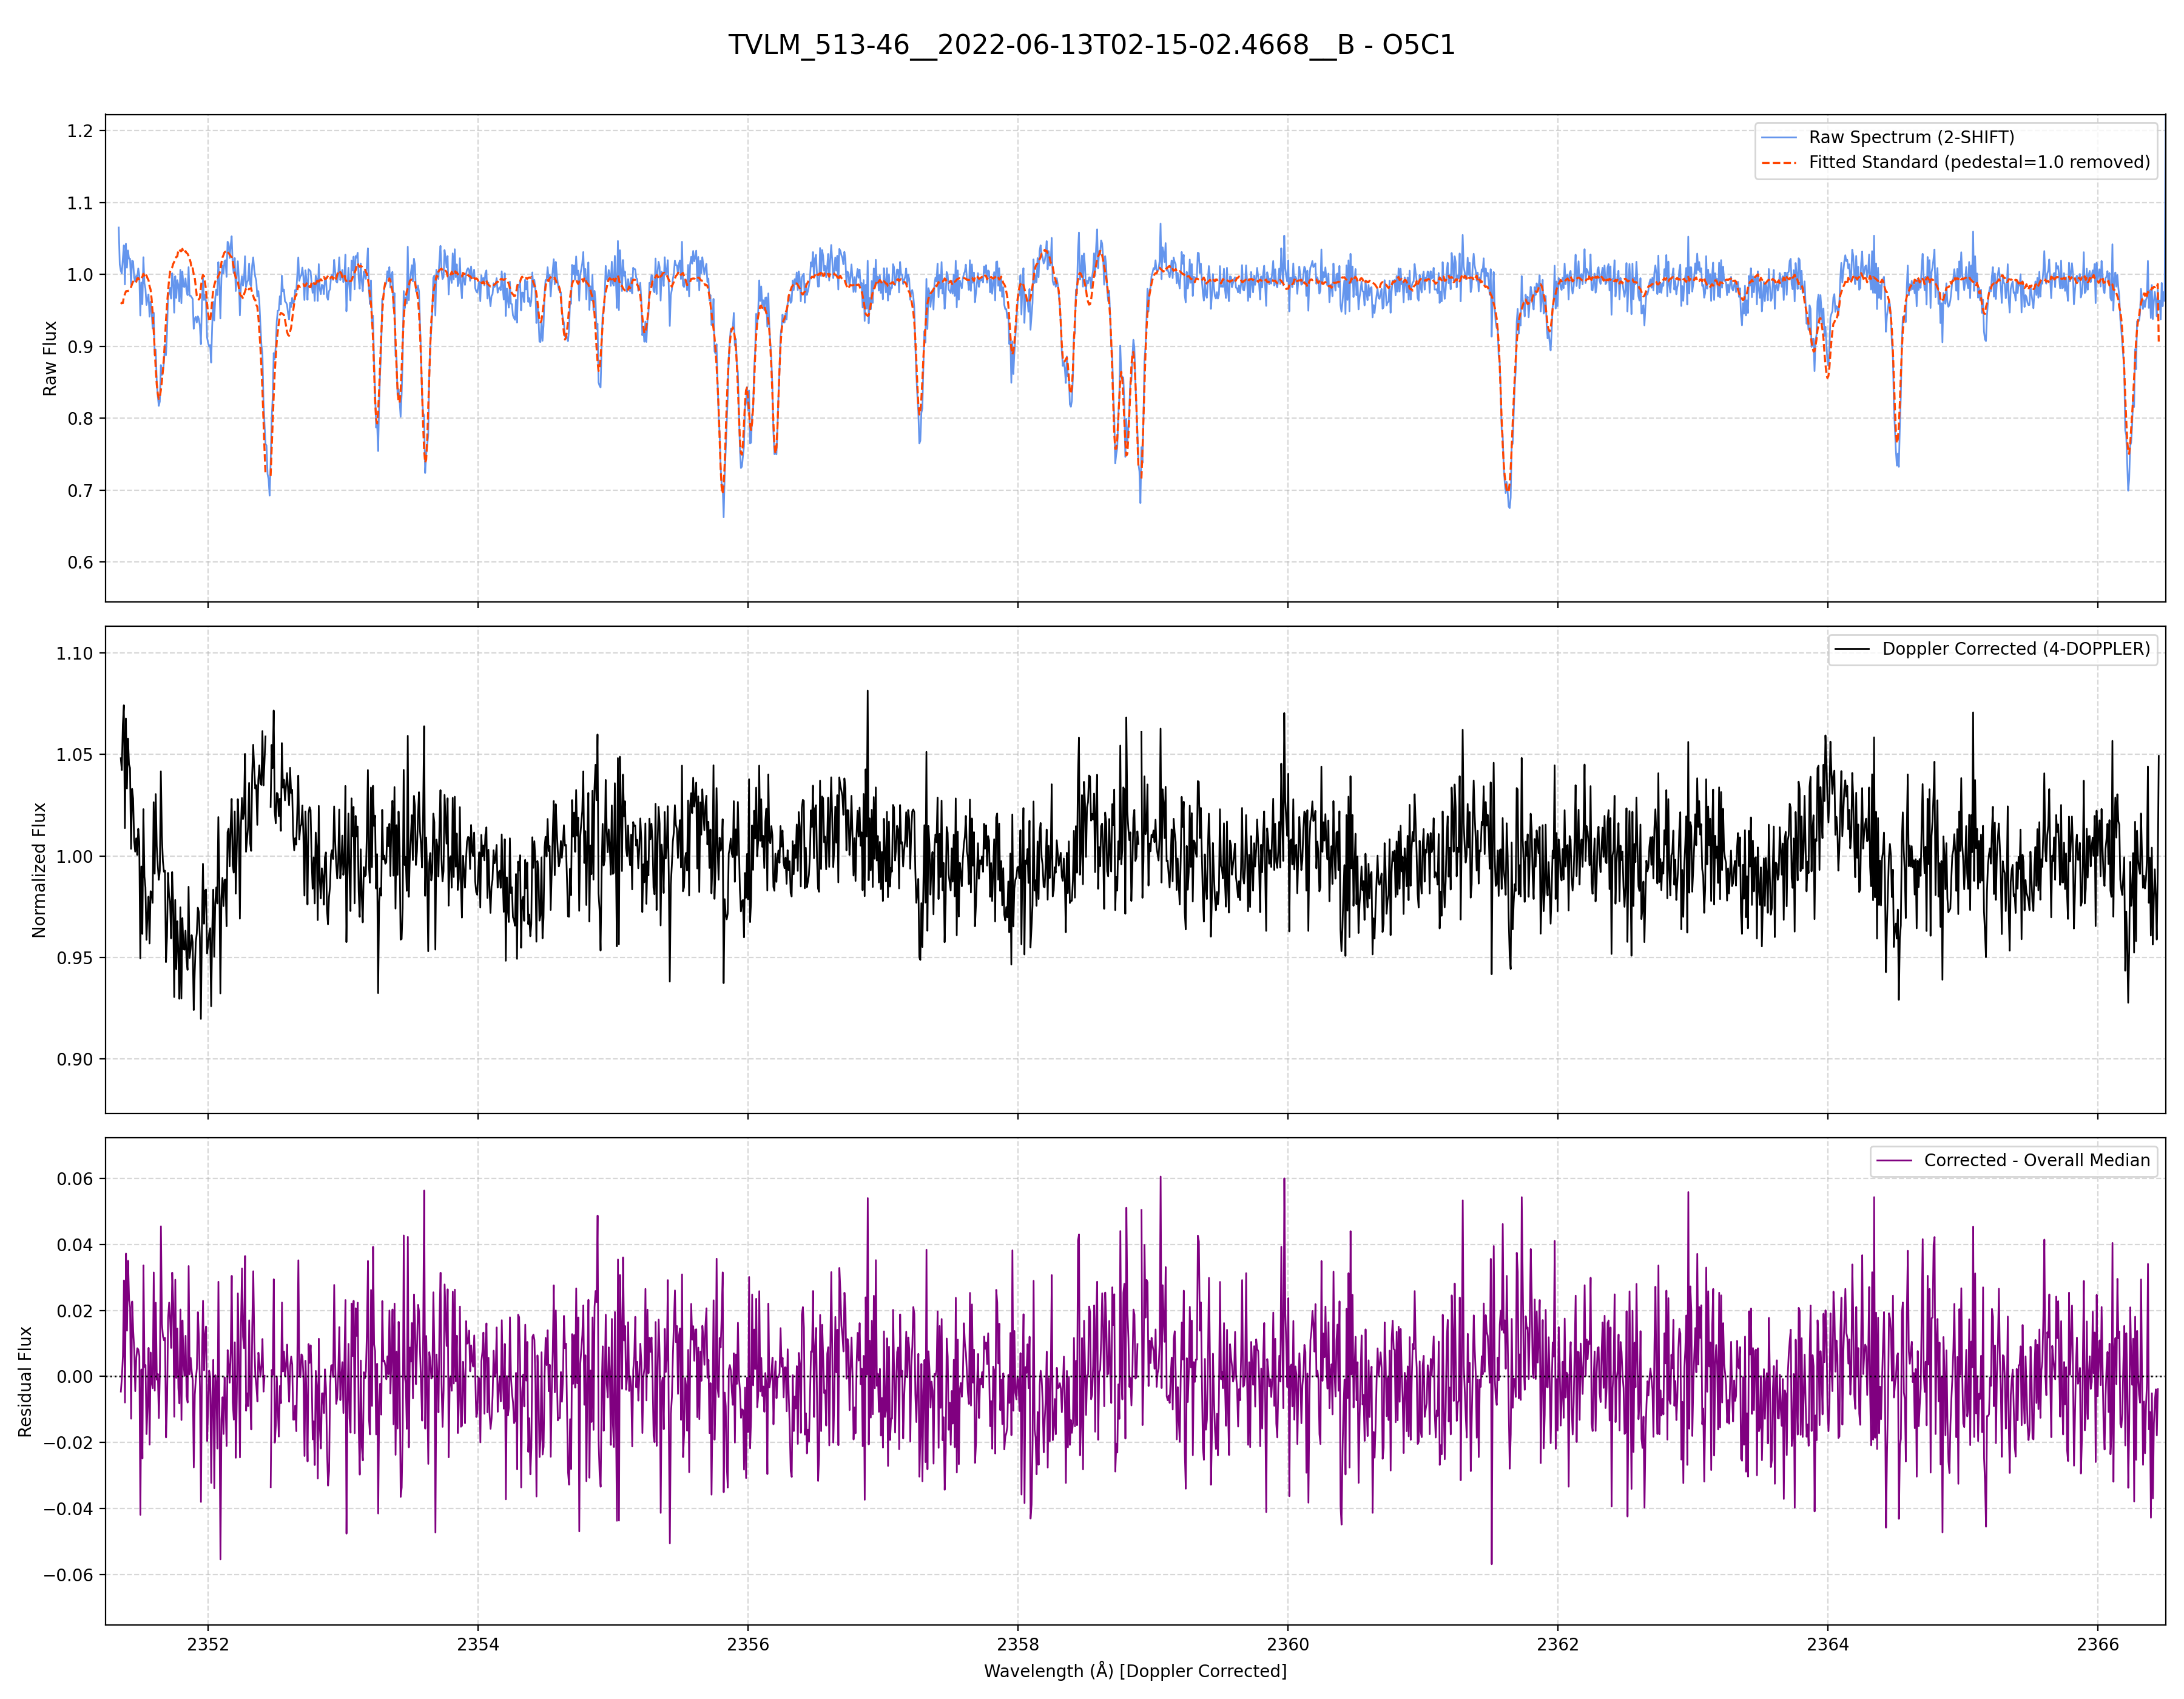 TVLM_513-46__2022-06-13T02-15-02.4668__B - O5C1
Raw Flux
1.2
1.1
1.0
0.9
0.8
0.7
0.6
Raw Spectrum (2-SHIFT)
Fitted Standard (pedestal=1.0 removed)
Normalized Flux
1.10
1.05
1.00
0.95
0.90
Doppler Corrected (4-DOPPLER)
Residual Flux
0.06
0.04
0.02
0.00
−0.02
−0.04
−0.06
Corrected - Overall Median
2352 2354 2356 2358 2360 2362 2364 2366
Wavelength (Å) [Doppler Corrected]